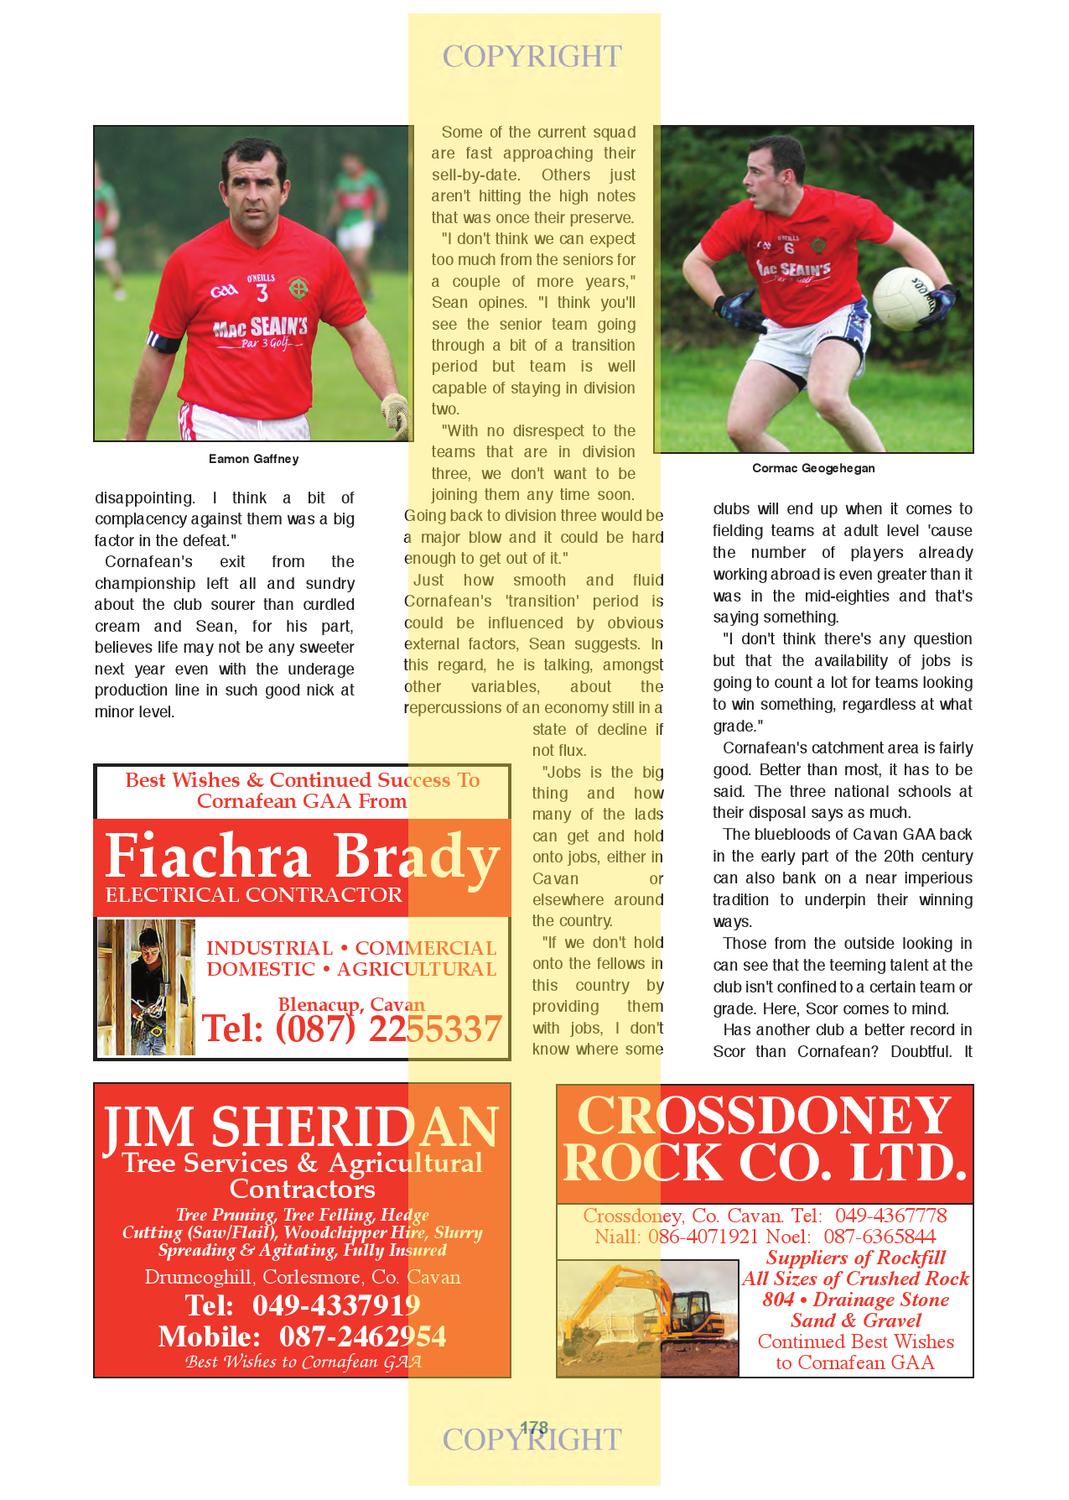 COPYRIGHT
O'NEILLS
GAA 3
MAC SEAIN'S
Par 3 Golf
Eamon Gaffney
disappointing. I think a bit of
complacency against them was a big
factor in the defeat."
Cornafean's exit from the
championship left all and sundry
about the club sourer than curdled
cream and Sean, for his part,
believes life may not be any sweeter
next year even with the underage
production line in such good nick at
minor level.
Some of the current squad
are fast approaching their
sell-by-date. Others just
aren't hitting the high notes
that was once their preserve.
"I don't think we can expect
too much from the seniors for
a couple of more years,"
Sean opines. "I think you'll
see the senior team going
through a bit of a transition
period but team is well
capable of staying in division
two.
"With no disrespect to the
teams that are in division
three, we don't want to be
joining them any time soon.
Going back to division three would be
a major blow and it could be hard
enough to get out of it."
Just how smooth and fluid
Cornafean's 'transition' period is
could be influenced by obvious
external factors, Sean suggests. In
this regard, he is talking, amongst
other variables, about the
repercussions of an economy still in a
state of decline if
not flux.
"Jobs is the big
thing and how
many of the lads
can get and hold
onto jobs, either in
Cavan or
elsewhere around
the country.
"If we don't hold
onto the fellows in
this country by
providing them
with jobs, I don't
know where some
O'NEILLS
6
MAC SEAIN'S
Par 3 Golf
Cormac Geogehegan
clubs will end up when it comes to
fielding teams at adult level 'cause
the number of players already
working abroad is even greater than it
was in the mid-eighties and that's
saying something.
"I don't think there's any question
but that the availability of jobs is
going to count a lot for teams looking
to win something, regardless at what
grade."
Cornafean's catchment area is fairly
good. Better than most, it has to be
said. The three national schools at
their disposal says as much.
The bluebloods of Cavan GAA back
in the early part of the 20th century
can also bank on a near imperious
tradition to underpin their winning
ways.
Those from the outside looking in
can see that the teeming talent at the
club isn't confined to a certain team or
grade. Here, Scor comes to mind.
Has another club a better record in
Scor than Cornafean? Doubtful. It
Best Wishes & Continued Success To
Cornafean GAA From
Fiachra Brady
ELECTRICAL CONTRACTOR
INDUSTRIAL • COMMERCIAL
DOMESTIC • AGRICULTURAL
Blenacup, Cavan
Tel: (087) 2255337
JIM SHERIDAN
Tree Services & Agricultural
Contractors
Tree Pruning, Tree Felling, Hedge
Cutting (Saw/Flail), Woodchipper Hire, Slurry
Spreading & Agitating, Fully Insured
Drumcoghill, Corlesmore, Co. Cavan
Tel: 049-4337919
Mobile: 087-2462954
Best Wishes to Cornafean GAA
CROSSDONEY
ROCK CO. LTD.
Crossdoney, Co. Cavan. Tel: 049-4367778
Niall: 086-4071921 Noel: 087-6365844
Suppliers of Rockfill
All Sizes of Crushed Rock
804 • Drainage Stone
Sand & Gravel
Continued Best Wishes
to Cornafean GAA
178
COPYRIGHT